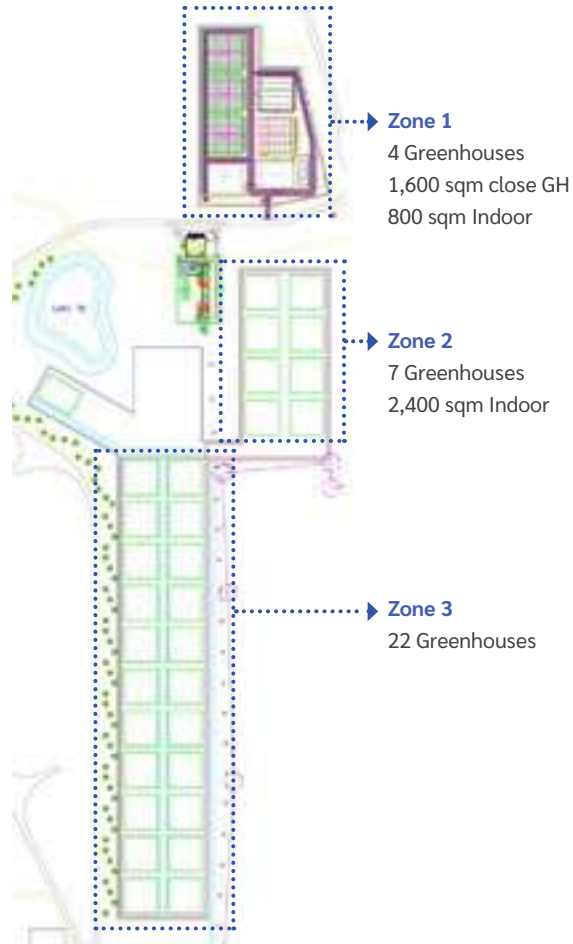 Zone 1
4 Greenhouses
1,600 sqm close GH
800 sqm Indoor
Zone 2
7 Greenhouses
2,400 sqm Indoor
Zone 3
22 Greenhouses